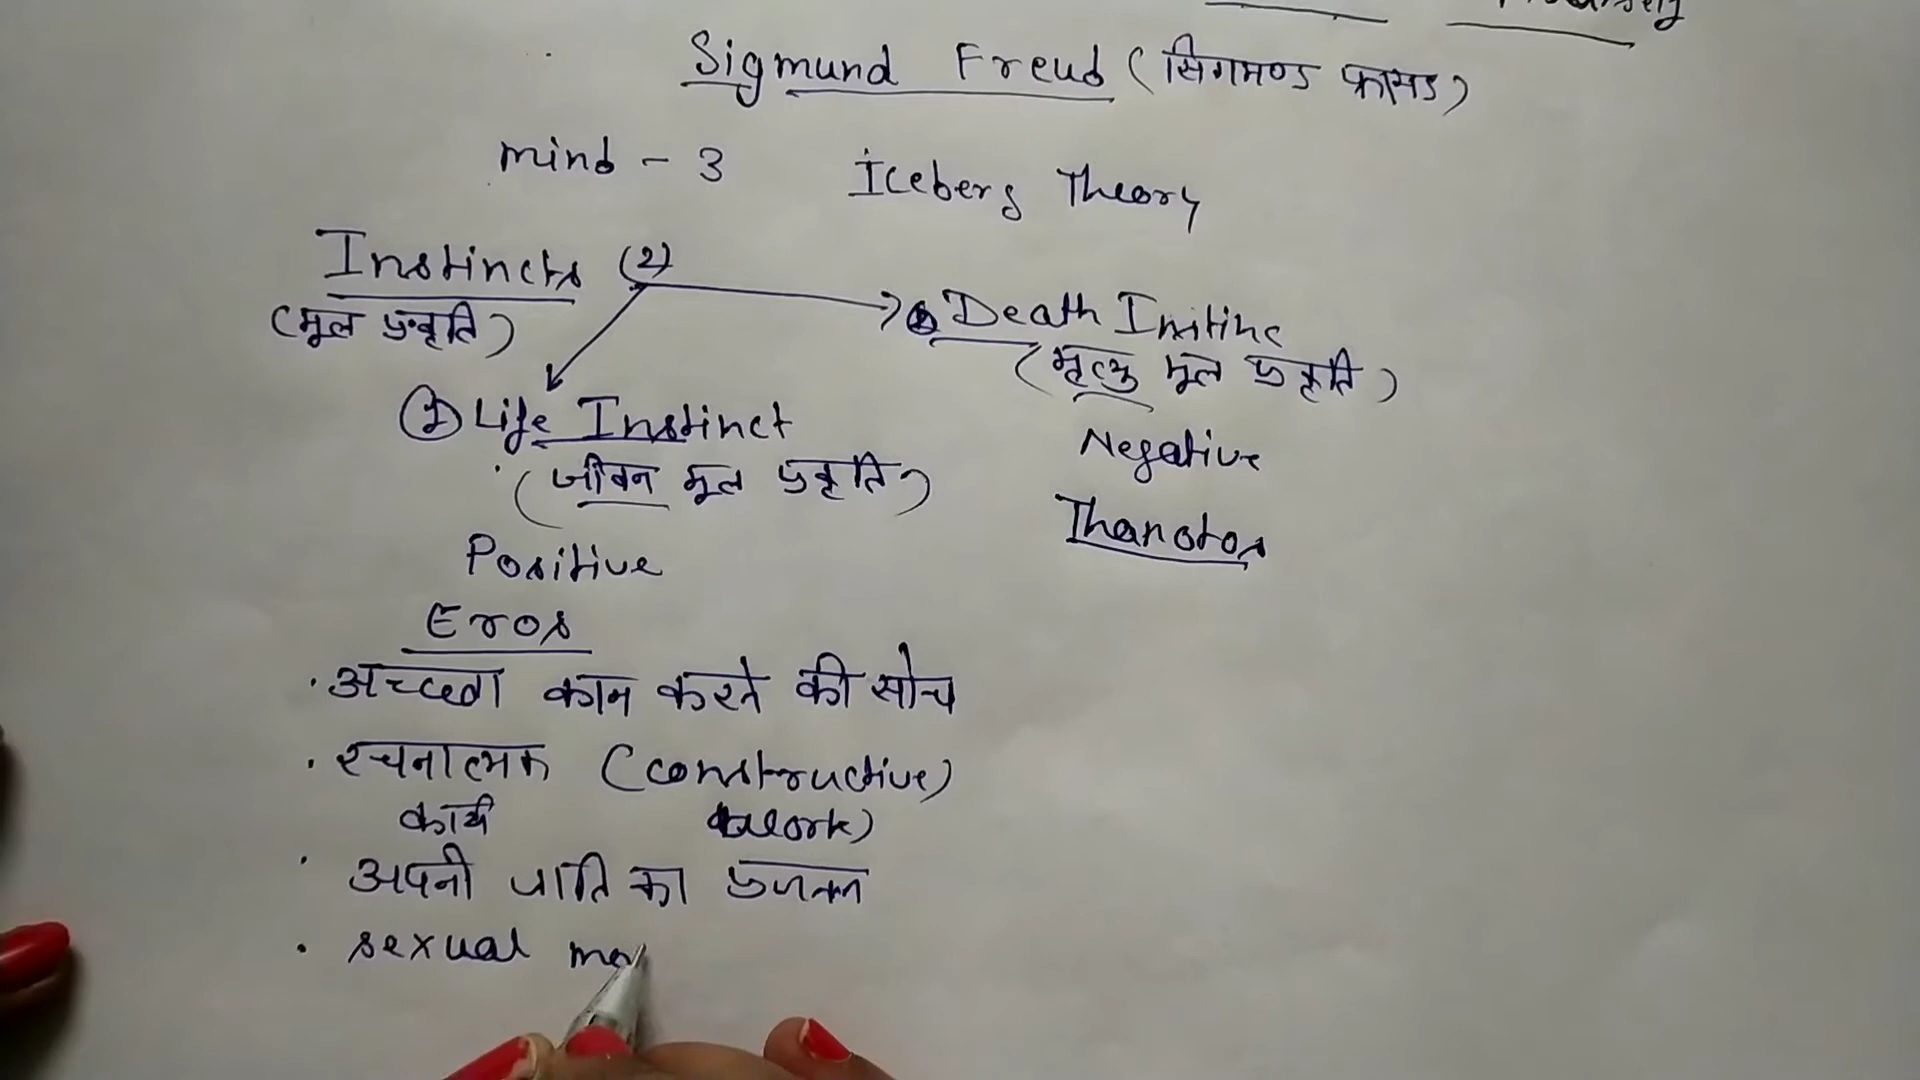 Sigmund Freud (सिगमण्ड फ्रायड)
mind - 3 Iceberg Theory
Instincts (2)
(मूल प्रवृति)
② Death Instinc
(मृत्यु मूल प्रवृति)
Negative
Thanatos
① Life Instinct
(जीवन मूल प्रवृति)
Positive
Eros
· अच्छा काम करने की सोच
· रचनात्मक (constructive)
कार्य work)
· अपनी जाति का प्रजनन
· sexual